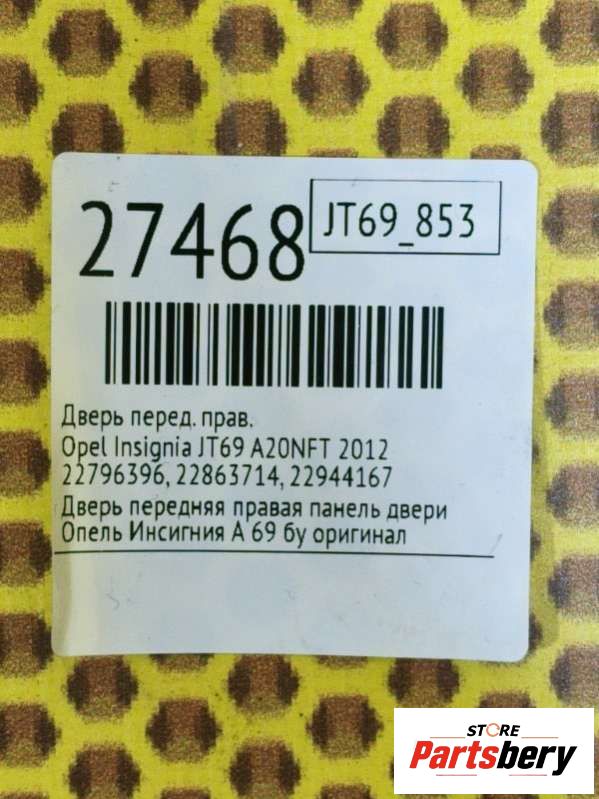 27468
JT69_853
Дверь перед. прав.
Opel Insignia JT69 A20NFT 2012
22796396, 22863714, 22944167
Дверь передняя правая панель двери
Опель Инсигния А 69 бу оригинал
STORE
Partsbery